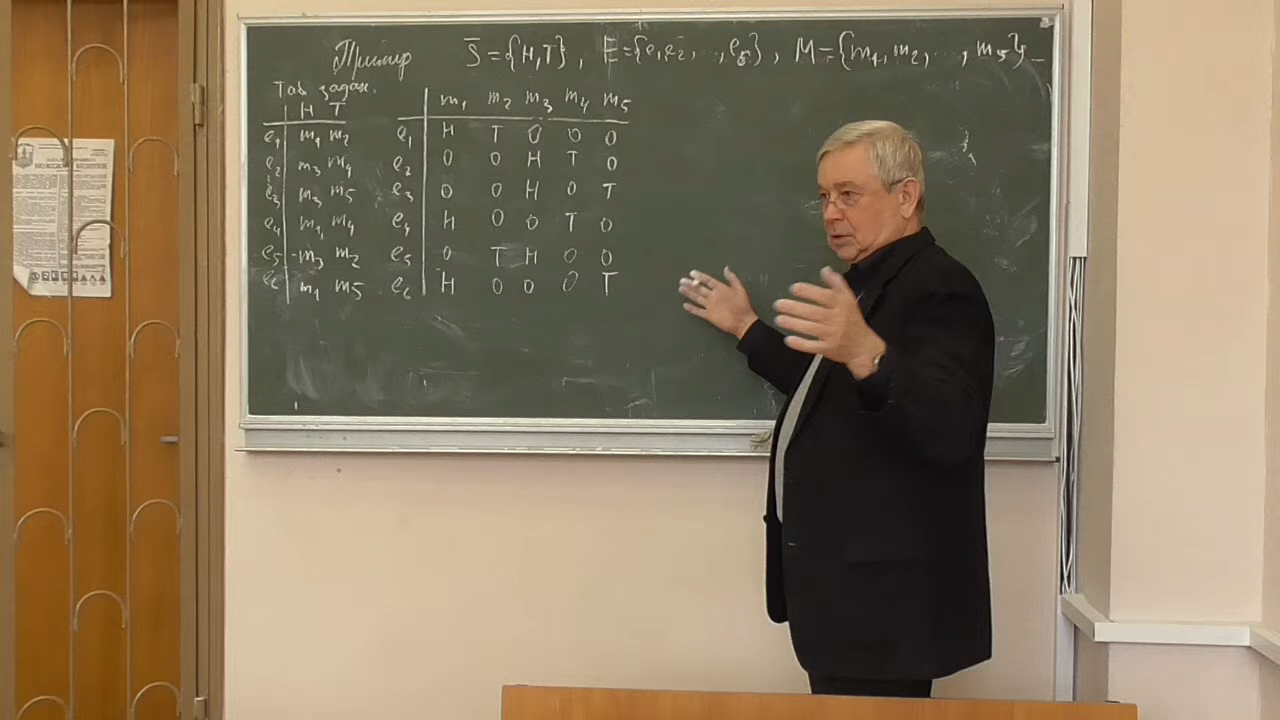 Пример S = {H, T}, E = {e₁, e₂, ..., e₅}, M = {m₁, m₂, ..., m₅}
Таб задан.
H T
e₁ m₁ m₂
e₂ m₃ m₄
e₃ m₃ m₅
e₄ m₁ m₄
e₅ m₃ m₂
e₆ m₁ m₅
m₁ m₂ m₃ m₄ m₅
e₁ H T 0 0 0
e₂ 0 0 H T 0
e₃ 0 0 H 0 T
e₄ H 0 0 T 0
e₅ 0 T H 0 0
e₆ H 0 0 0 T